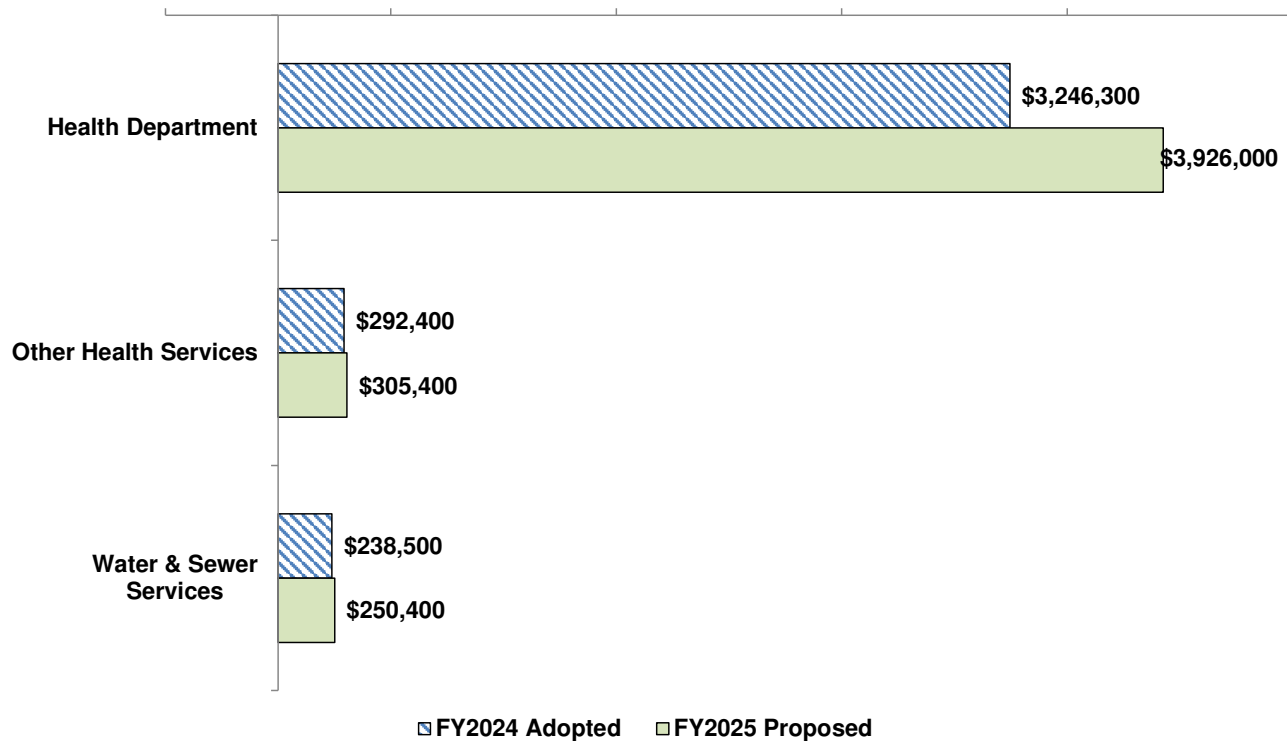 $3,246,300
Health Department
$3,926,000
$292,400
Other Health Services
$305,400
$238,500
Water & Sewer
Services
$250,400
FY2024 Adopted FY2025 Proposed